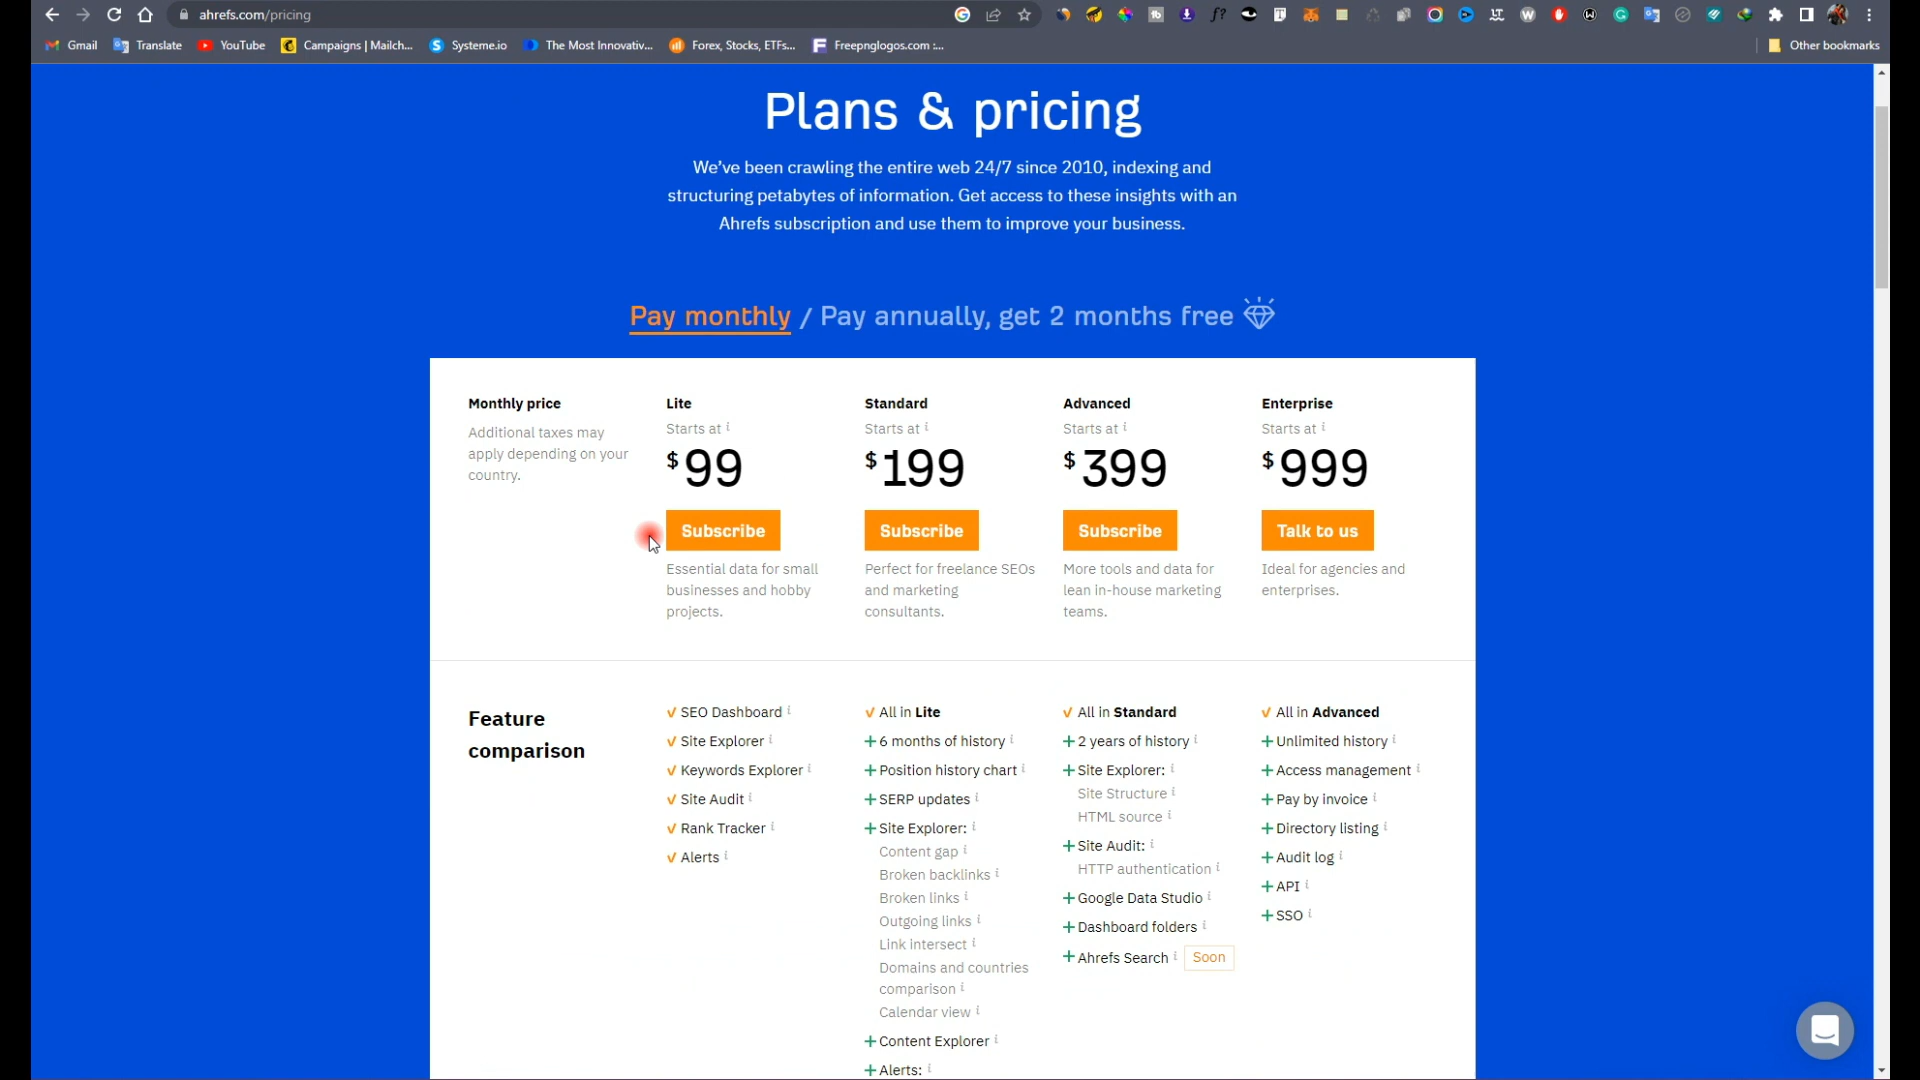 ahrefs.com/pricing
Gmail
Translate
YouTube
Campaigns | Mailch...
Systeme.io
The Most Innovativ...
Forex, Stocks, ETFs...
Freepnglogos.com :...
Other bookmarks
Plans & pricing
We've been crawling the entire web 24/7 since 2010, indexing and
structuring petabytes of information. Get access to these insights with an
Ahrefs subscription and use them to improve your business.
Pay monthly / Pay annually, get 2 months free
Monthly price
Additional taxes may
apply depending on your
country.
Lite
Starts at i
$99
Subscribe
Essential data for small
businesses and hobby
projects.
Standard
Starts at i
$199
Subscribe
Perfect for freelance SEOs
and marketing
consultants.
Advanced
Starts at i
$399
Subscribe
More tools and data for
lean in-house marketing
teams.
Enterprise
Starts at i
$999
Talk to us
Ideal for agencies and
enterprises.
Feature
comparison
✓ SEO Dashboard i
✓ Site Explorer i
✓ Keywords Explorer i
✓ Site Audit i
✓ Rank Tracker i
✓ Alerts i
✓ All in Lite
+ 6 months of history i
+ Position history chart i
+ SERP updates i
+ Site Explorer: i
Content gap i
Broken backlinks i
Broken links i
Outgoing links i
Link intersect i
Domains and countries
comparison i
Calendar view i
+ Content Explorer i
+ Alerts: i
✓ All in Standard
+ 2 years of history i
+ Site Explorer: i
Site Structure i
HTML source i
+ Site Audit: i
HTTP authentication i
+ Google Data Studio i
+ Dashboard folders i
+ Ahrefs Search i Soon
✓ All in Advanced
+ Unlimited history i
+ Access management i
+ Pay by invoice i
+ Directory listing i
+ Audit log i
+ API i
+ SSO i